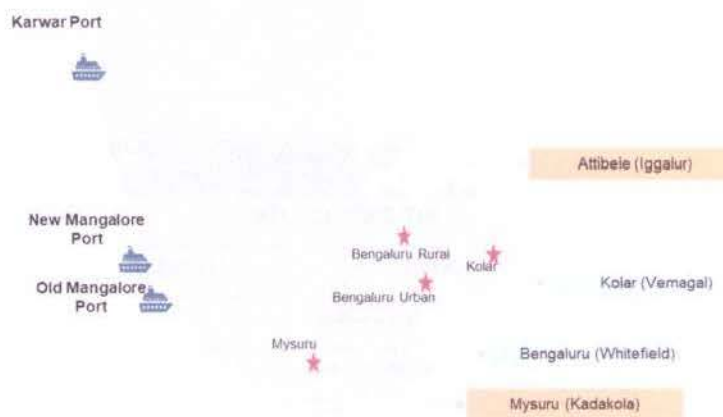 Karwar Port
Attibele (Iggalur)
New Mangalore
Port
Bengaluru Rural
Kolar
Kolar (Vemagal)
Old Mangalore
Port
Bengaluru Urban
Mysuru
Bengaluru (Whitefield)
Mysuru (Kadakola)